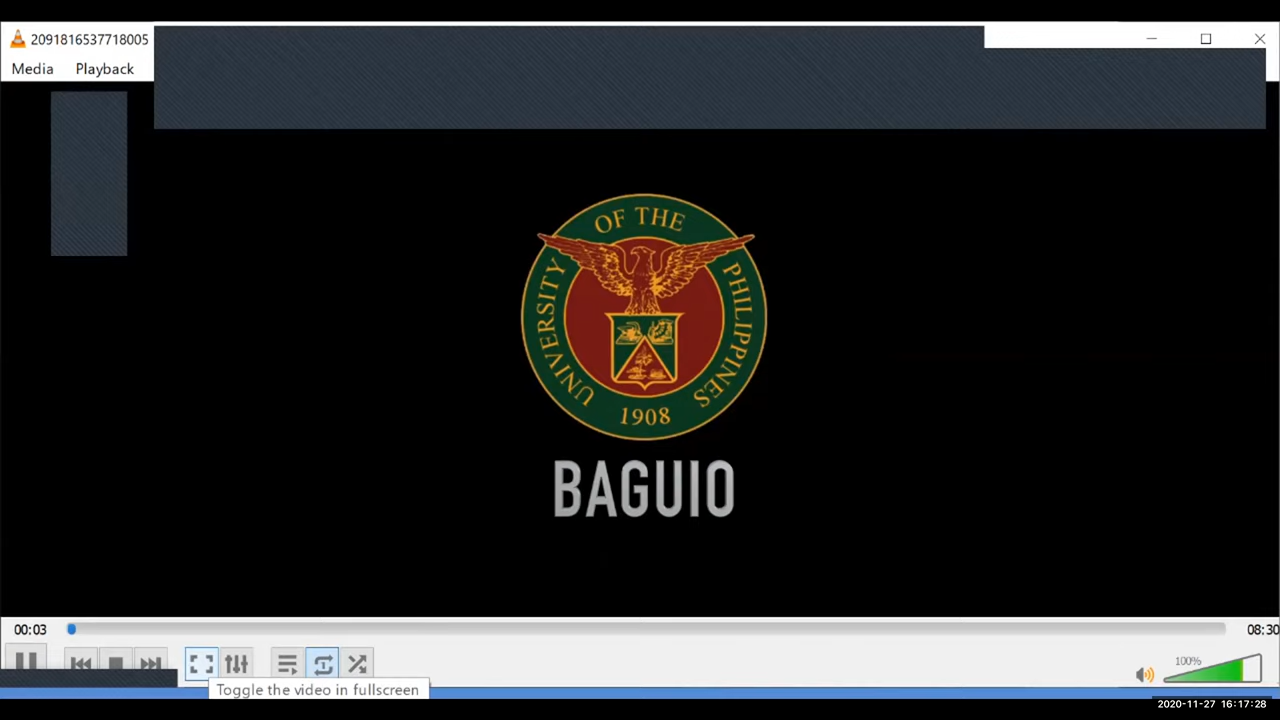 2091816537718005
Media Playback
UNIVERSITY OF THE PHILIPPINES
1908
BAGUIO
00:03
08:30
100%
Toggle the video in fullscreen
2020-11-27 16:17:28